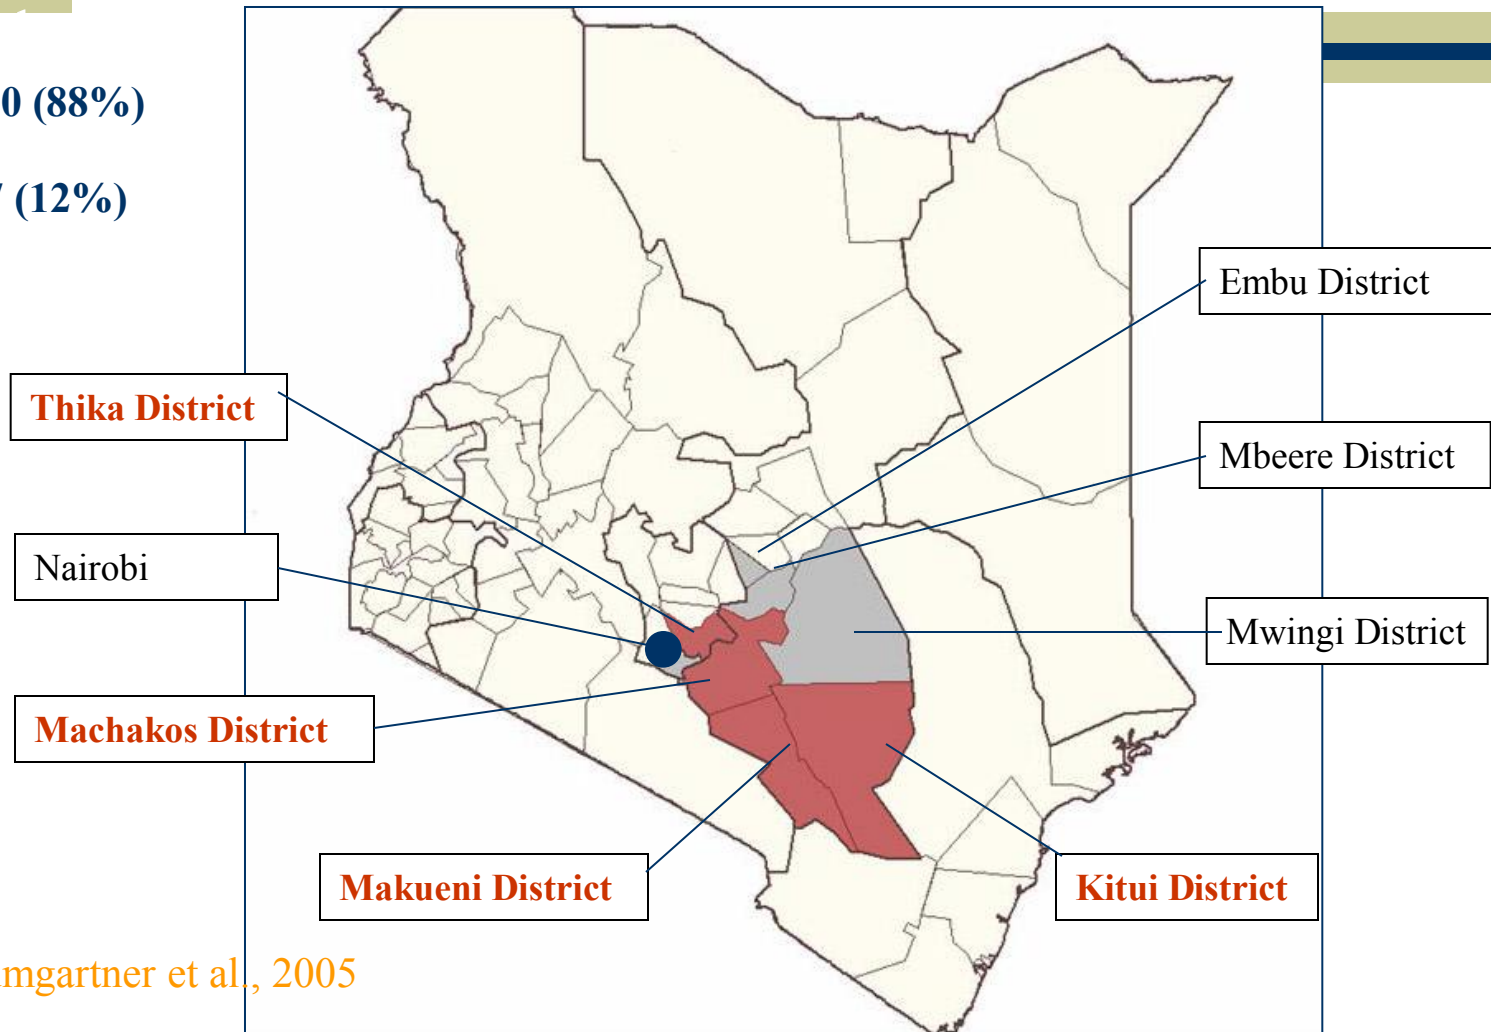 0 (88%)
(12%)
Embu District
Thika District
Mbeere District
Nairobi
Mwingi District
Machakos District
Makueni District
Kitui District
mgartner et al., 2005